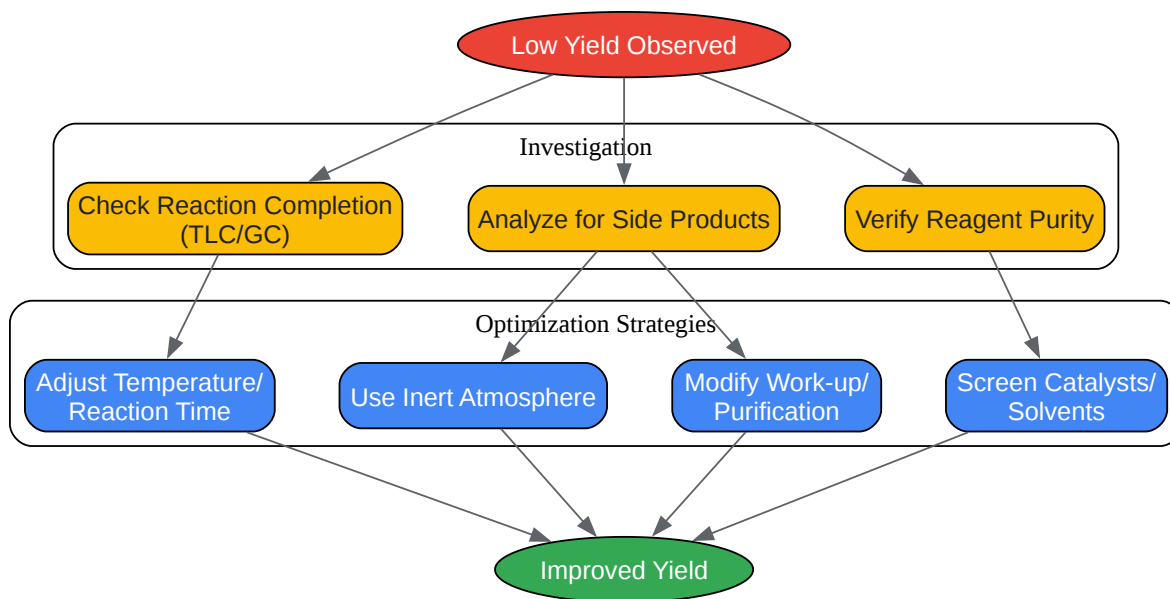 Low Yield Observed
Investigation
Check Reaction Completion
(TLC/GC)
Analyze for Side Products
Verify Reagent Purity
Optimization Strategies
Adjust Temperature/
Reaction Time
Use Inert Atmosphere
Modify Work-up/
Purification
Screen Catalysts/
Solvents
Improved Yield